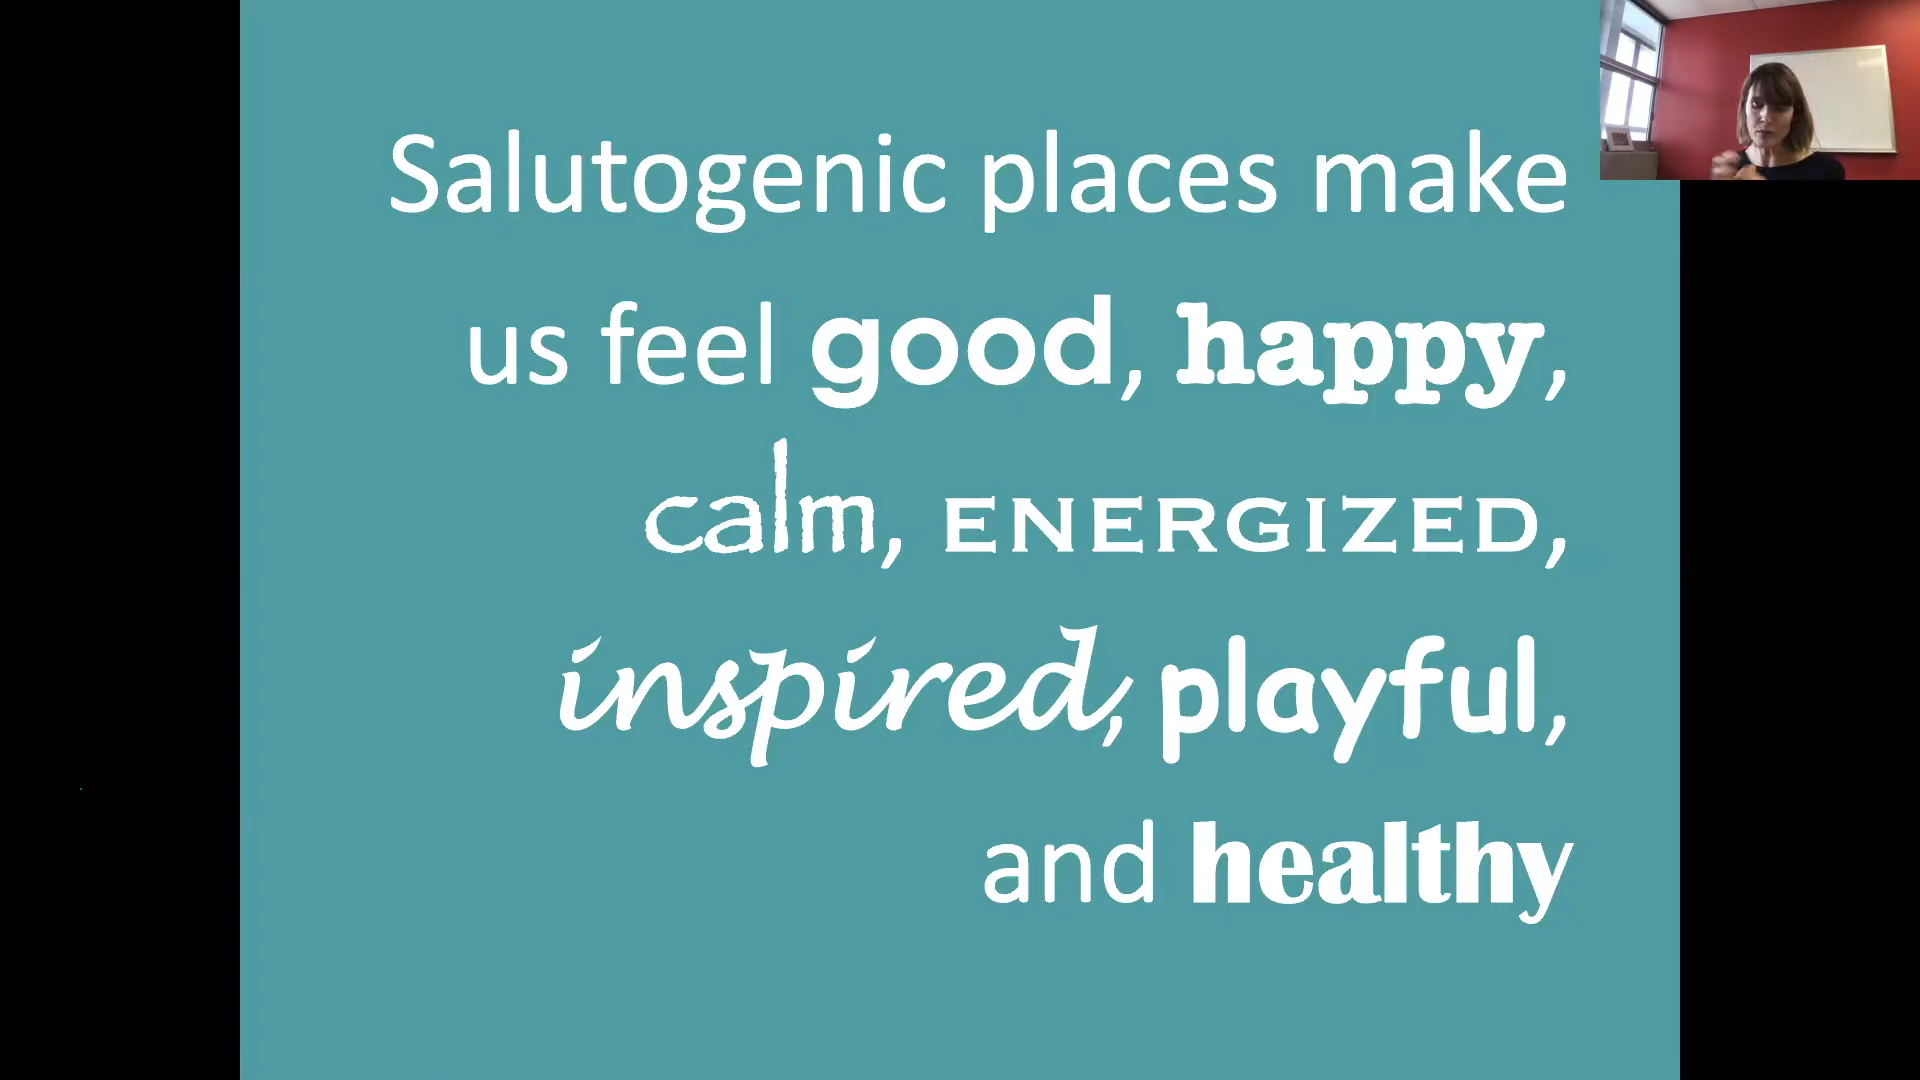 Salutogenic places make
us feel good, happy,
calm, ENERGIZED,
inspired, playful,
and healthy